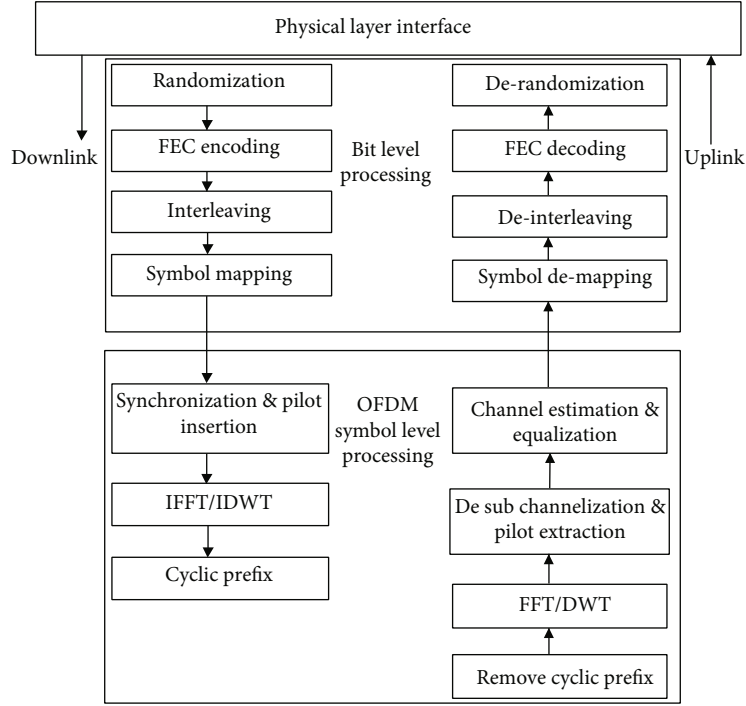 Physical layer interface
Downlink
Randomization
FEC encoding
Interleaving
Symbol mapping
Bit level
processing
De-randomization
FEC decoding
De-interleaving
Symbol de-mapping
Uplink
Synchronization & pilot
insertion
IFFT/IDWT
Cyclic prefix
OFDM
symbol level
processing
Channel estimation &
equalization
De sub channelization &
pilot extraction
FFT/DWT
Remove cyclic prefix